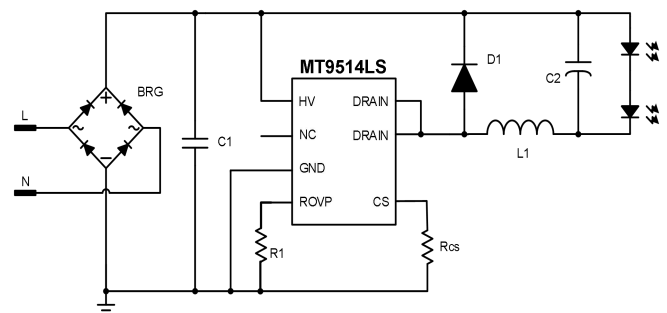 MT9514LS
D1
C2
BRG
HV
DRAIN
L
C1
NC
DRAIN
L1
GND
N
ROVP
CS
R1
Rcs